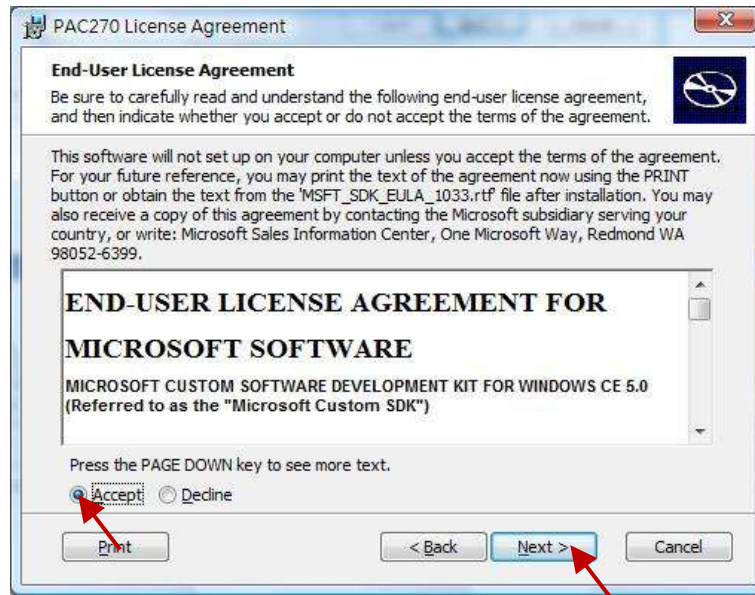 PAC270 License Agreement
End-User License Agreement
Be sure to carefully read and understand the following end-user license agreement,
and then indicate whether you accept or do not accept the terms of the agreement.
This software will not set up on your computer unless you accept the terms of the agreement.
For your future reference, you may print the text of the agreement now using the PRINT
button or obtain the text from the 'MSFT_SDK_EULA_1033.rtf' file after installation. You may
also receive a copy of this agreement by contacting the Microsoft subsidiary serving your
country, or write: Microsoft Sales Information Center, One Microsoft Way, Redmond WA
98052-6399.
END-USER LICENSE AGREEMENT FOR
MICROSOFT SOFTWARE
MICROSOFT CUSTOM SOFTWARE DEVELOPMENT KIT FOR WINDOWS CE 5.0
(Referred to as the "Microsoft Custom SDK")
Press the PAGE DOWN key to see more text.
Accept Decline
Print < Back Next > Cancel